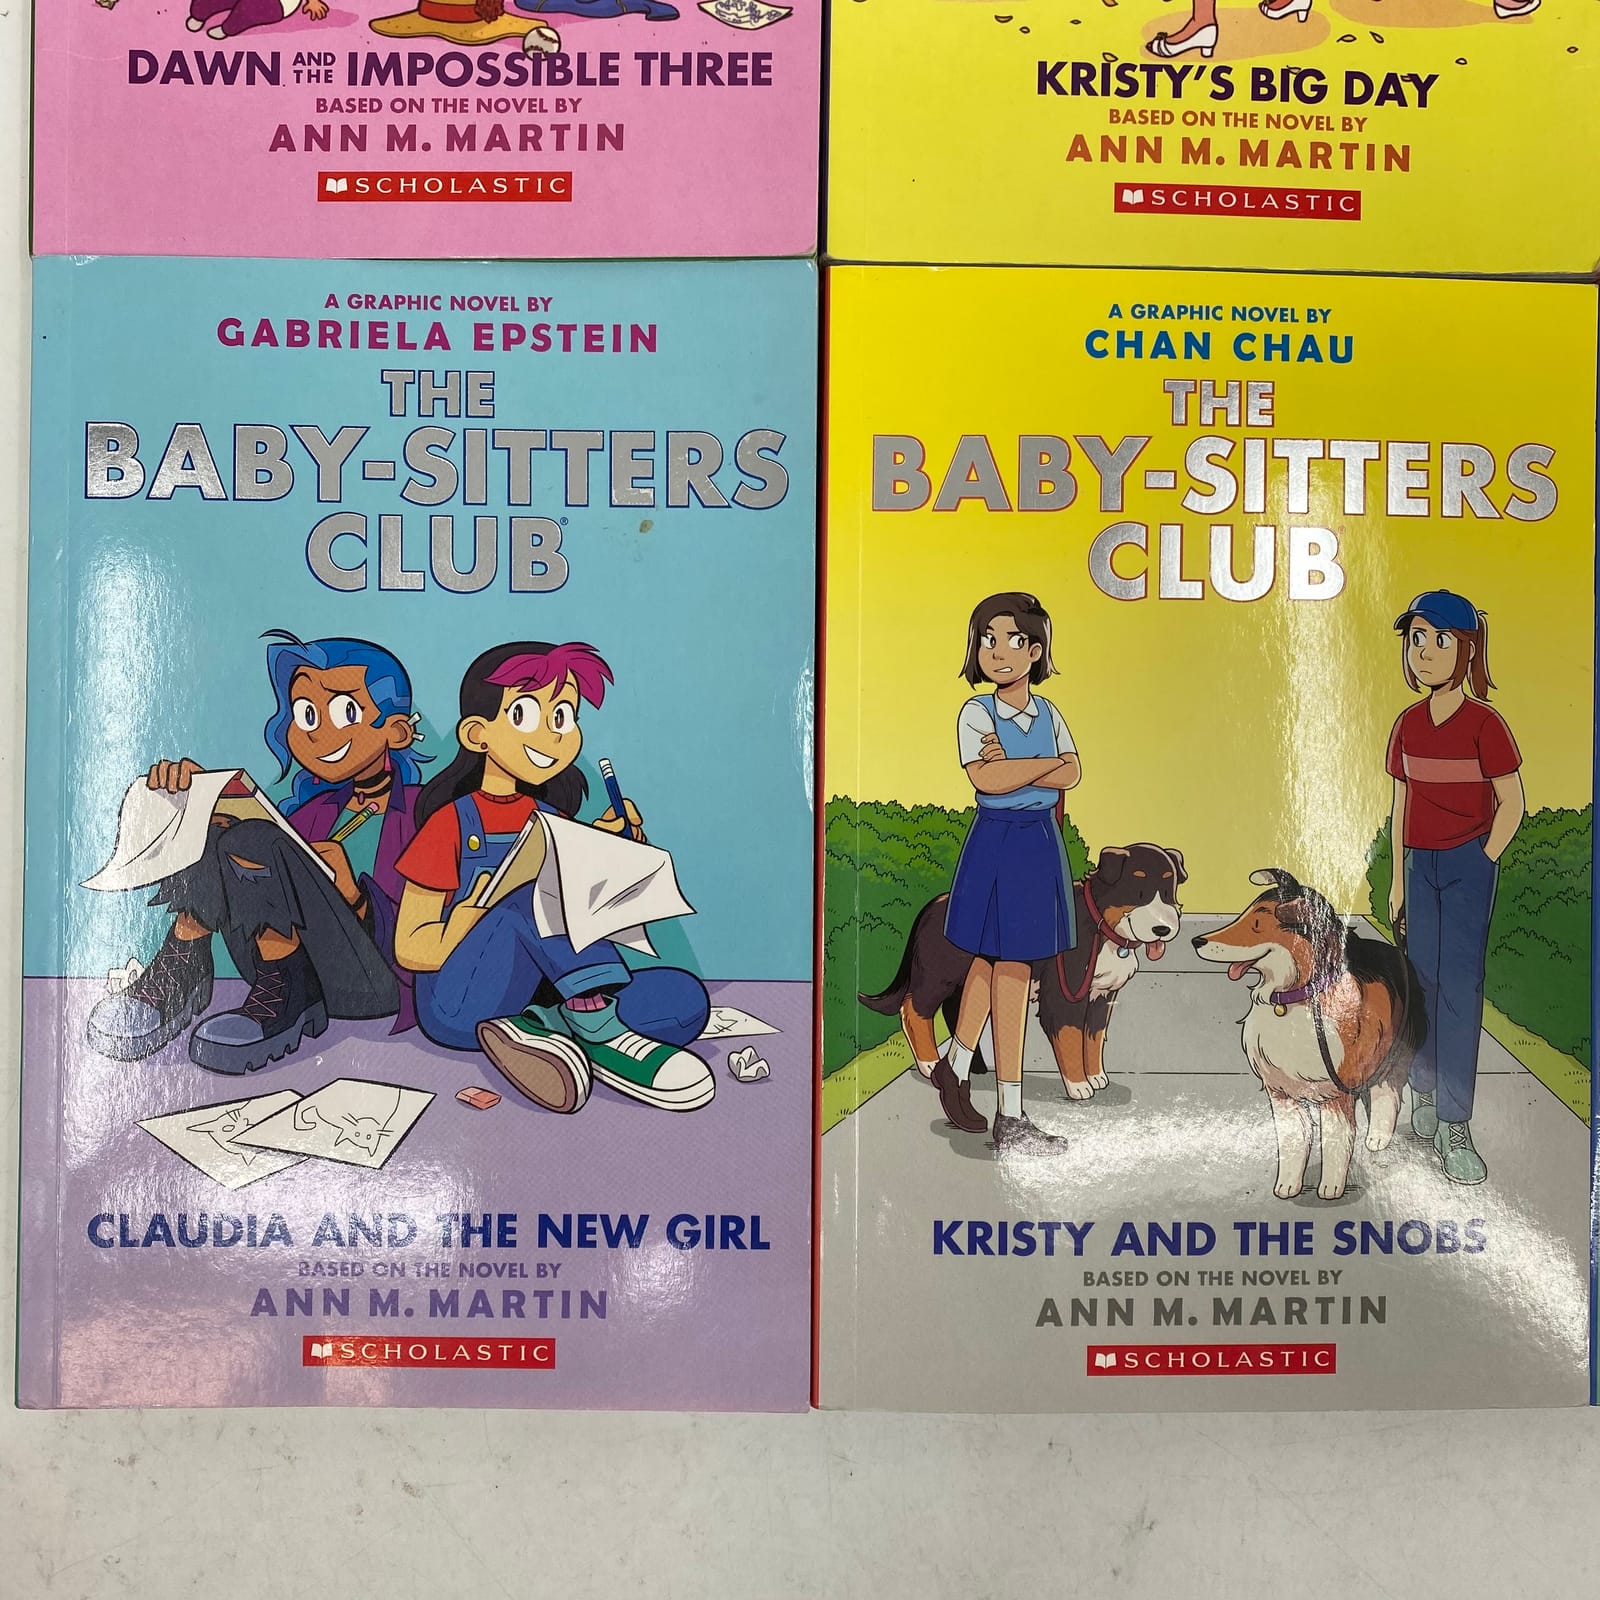 DAWN AND THE IMPOSSIBLE THREE
BASED ON THE NOVEL BY
ANN M. MARTIN
SCHOLASTIC
KRISTY'S BIG DAY
BASED ON THE NOVEL BY
ANN M. MARTIN
SCHOLASTIC
A GRAPHIC NOVEL BY
GABRIELA EPSTEIN
THE
BABY-SITTERS
CLUB®
CLAUDIA AND THE NEW GIRL
BASED ON THE NOVEL BY
ANN M. MARTIN
SCHOLASTIC
A GRAPHIC NOVEL BY
CHAN CHAU
THE
BABY-SITTERS
CLUB
KRISTY AND THE SNOBS
BASED ON THE NOVEL BY
ANN M. MARTIN
SCHOLASTIC